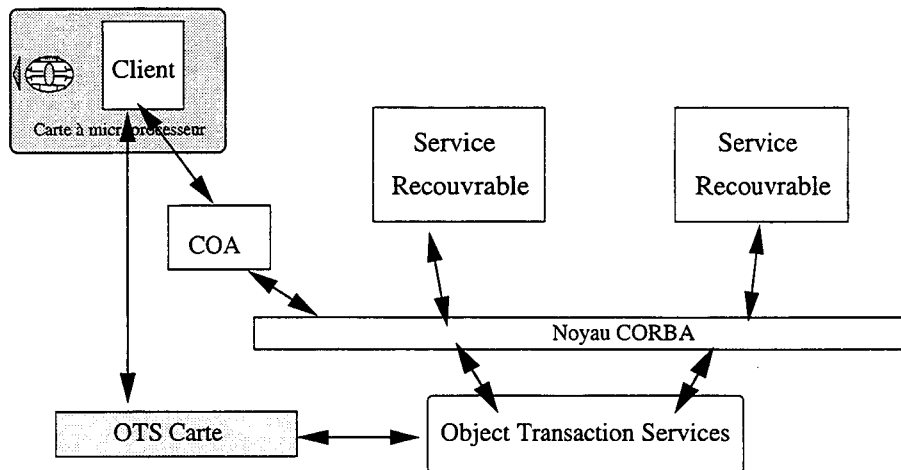 Client
Carte à microprocesseur
Service
Recouvrable
Service
Recouvrable
COA
Noyau CORBA
OTS Carte
Object Transaction Services